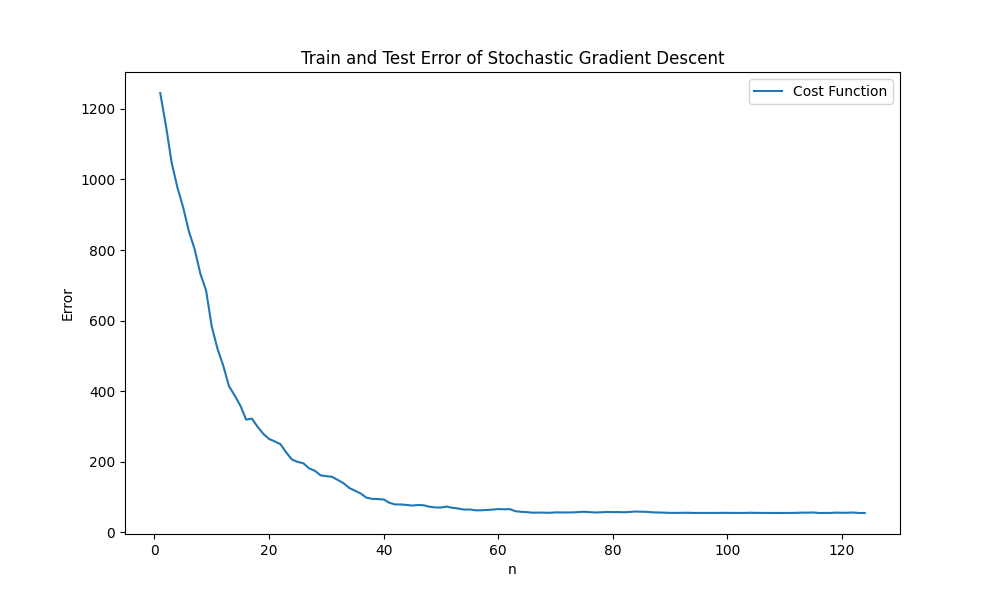 Train and Test Error of Stochastic Gradient Descent
Cost Function
1200
1000
800
600
400
200
0
Error
0 20 40 60 80 100 120
n